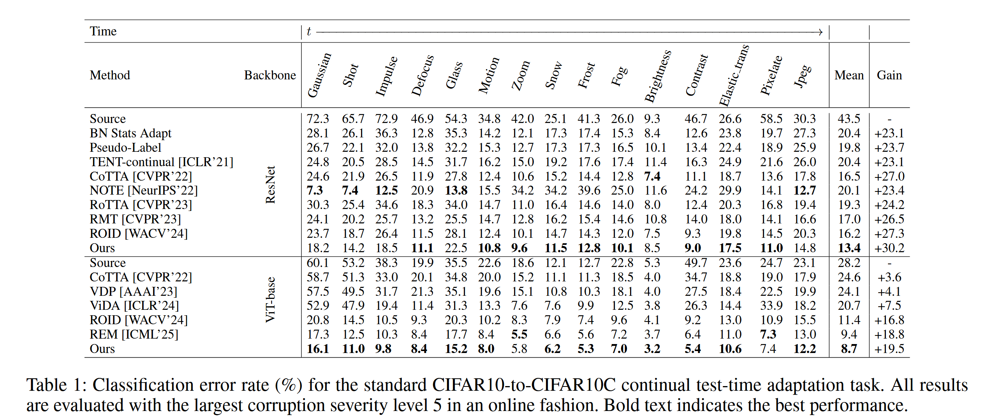 Time t
Method Backbone Gaussian Shot Impulse Defocus Glass Motion Zoom Snow Frost Fog Brightness Contrast Elastic_trans Pixelate Jpeg Mean Gain
ResNet
Source 72.3 65.7 72.9 46.9 54.3 34.8 42.0 25.1 41.3 26.0 9.3 46.7 26.6 58.5 30.3 43.5 -
BN Stats Adapt 28.1 26.1 36.3 12.8 35.3 14.2 12.1 17.3 17.4 15.3 8.4 12.6 23.8 19.7 27.3 20.4 +23.1
Pseudo-Label 26.7 22.1 32.0 13.8 32.2 15.3 12.7 17.3 17.3 16.5 10.1 13.4 22.4 18.9 25.9 19.8 +23.7
TENT-continual [ICLR’21] 24.8 20.5 28.5 14.5 31.7 16.2 15.0 19.2 17.6 17.4 11.4 16.3 24.9 21.6 26.0 20.4 +23.1
CoTTA [CVPR’22] 24.6 21.9 26.5 11.9 27.8 12.4 10.6 15.2 14.4 12.8 7.4 11.1 18.7 13.6 17.8 16.5 +27.0
NOTE [NeurIPS’22] 7.3 7.4 12.5 20.9 13.8 15.5 34.2 34.2 39.6 25.0 11.6 24.2 29.9 14.1 12.7 20.1 +23.4
RoTTA [CVPR’23] 30.3 25.4 34.6 18.3 34.0 14.7 11.0 16.4 14.6 14.0 8.0 12.4 20.3 16.8 19.4 19.3 +24.2
RMT [CVPR’23] 24.1 20.2 25.7 13.2 25.5 14.7 12.8 16.2 15.4 14.6 10.8 14.0 18.0 14.1 16.6 17.0 +26.5
ROID [WACV’24] 23.7 18.7 26.4 11.5 28.1 12.4 10.1 14.7 14.3 12.0 7.5 9.3 19.8 14.5 20.3 16.2 +27.3
Ours 18.2 14.2 18.5 11.1 22.5 10.8 9.6 11.5 12.8 10.1 8.5 9.0 17.5 11.0 14.8 13.4 +30.2
ViT-base
Source 60.1 53.2 38.3 19.9 35.5 22.6 18.6 12.1 12.7 22.8 5.3 49.7 23.6 24.7 23.1 28.2 -
CoTTA [CVPR’22] 58.7 51.3 33.0 20.1 34.8 20.0 15.2 11.1 11.3 18.5 4.0 34.7 18.8 19.0 17.9 24.6 +3.6
VDP [AAAI’23] 57.5 49.5 31.7 21.3 35.1 19.6 15.1 10.8 10.3 18.1 4.0 27.5 18.4 22.5 19.9 24.1 +4.1
ViDA [ICLR’24] 52.9 47.9 19.4 11.4 31.3 13.3 7.6 7.6 9.9 12.5 3.8 26.3 14.4 33.9 18.2 20.7 +7.5
ROID [WACV’24] 20.8 14.5 10.5 9.3 20.3 10.2 8.3 7.9 7.4 9.6 4.1 9.2 13.0 10.9 15.5 11.4 +16.8
REM [ICML’25] 17.3 12.5 10.3 8.4 17.7 8.4 5.5 6.6 5.6 7.2 3.7 6.4 11.0 7.3 13.0 9.4 +18.8
Ours 16.1 11.0 9.8 8.4 15.2 8.0 5.8 6.2 5.3 7.0 3.2 5.4 10.6 7.4 12.2 8.7 +19.5
Table 1: Classification error rate (%) for the standard CIFAR10-to-CIFAR10C continual test-time adaptation task. All results
are evaluated with the largest corruption severity level 5 in an online fashion. Bold text indicates the best performance.